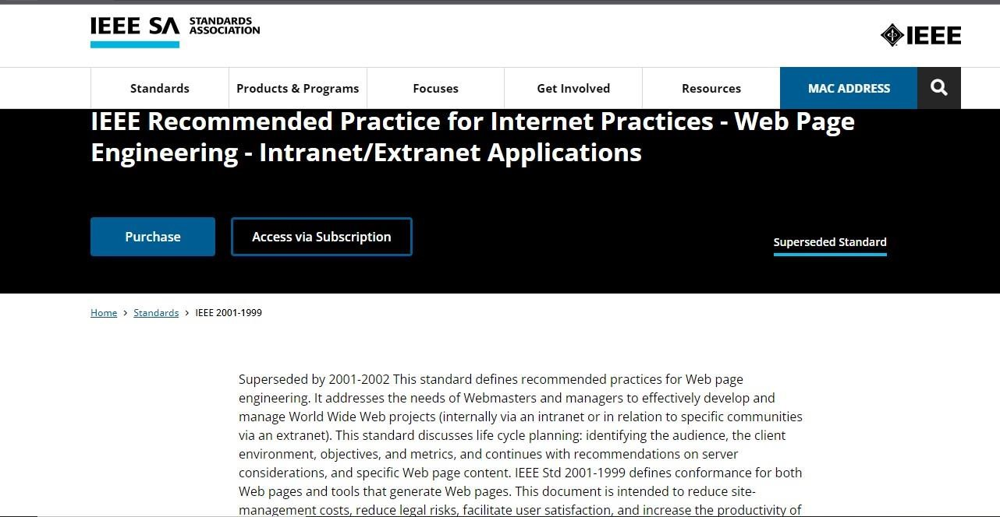 IEEE SA STANDARDS
ASSOCIATION
IEEE
Standards Products & Programs Focuses Get Involved Resources MAC ADDRESS
IEEE Recommended Practice for Internet Practices - Web Page
Engineering - Intranet/Extranet Applications
Purchase Access via Subscription
Superseded Standard
Home > Standards > IEEE 2001-1999
Superseded by 2001-2002 This standard defines recommended practices for Web page
engineering. It addresses the needs of Webmasters and managers to effectively develop and
manage World Wide Web projects (internally via an intranet or in relation to specific communities
via an extranet). This standard discusses life cycle planning: identifying the audience, the client
environment, objectives, and metrics, and continues with recommendations on server
considerations, and specific Web page content. IEEE Std 2001-1999 defines conformance for both
Web pages and tools that generate Web pages. This document is intended to reduce site-
management costs, reduce legal risks, facilitate user satisfaction, and increase the productivity of